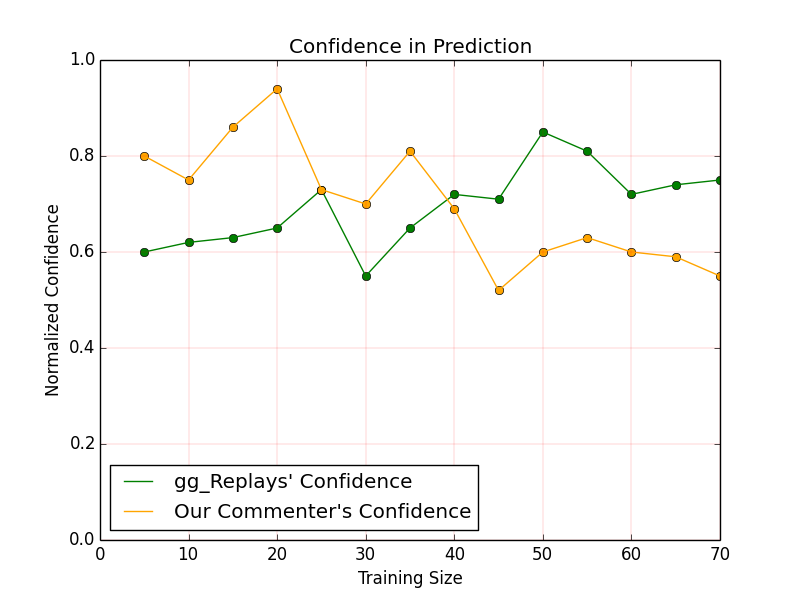 Confidence in Prediction
Normalized Confidence
1.0
0.8
0.6
0.4
0.2
0.0
gg_Replays' Confidence
Our Commenter's Confidence
0 10 20 30 40 50 60 70
Training Size